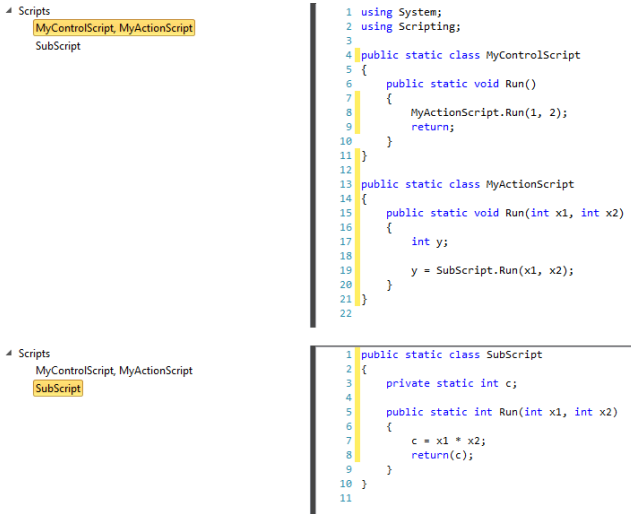 Scripts
MyControlScript, MyActionScript
SubScript
1 using System;
2 using Scripting;
3
4 public static class MyControlScript
5 {
6     public static void Run()
7     {
8         MyActionScript.Run(1, 2);
9         return;
10     }
11 }
12
13 public static class MyActionScript
14 {
15     public static void Run(int x1, int x2)
16     {
17         int y;
18
19         y = SubScript.Run(x1, x2);
20     }
21 }
22
Scripts
MyControlScript, MyActionScript
SubScript
1 public static class SubScript
2 {
3     private static int c;
4
5     public static int Run(int x1, int x2)
6     {
7         c = x1 * x2;
8         return(c);
9     }
10 }
11